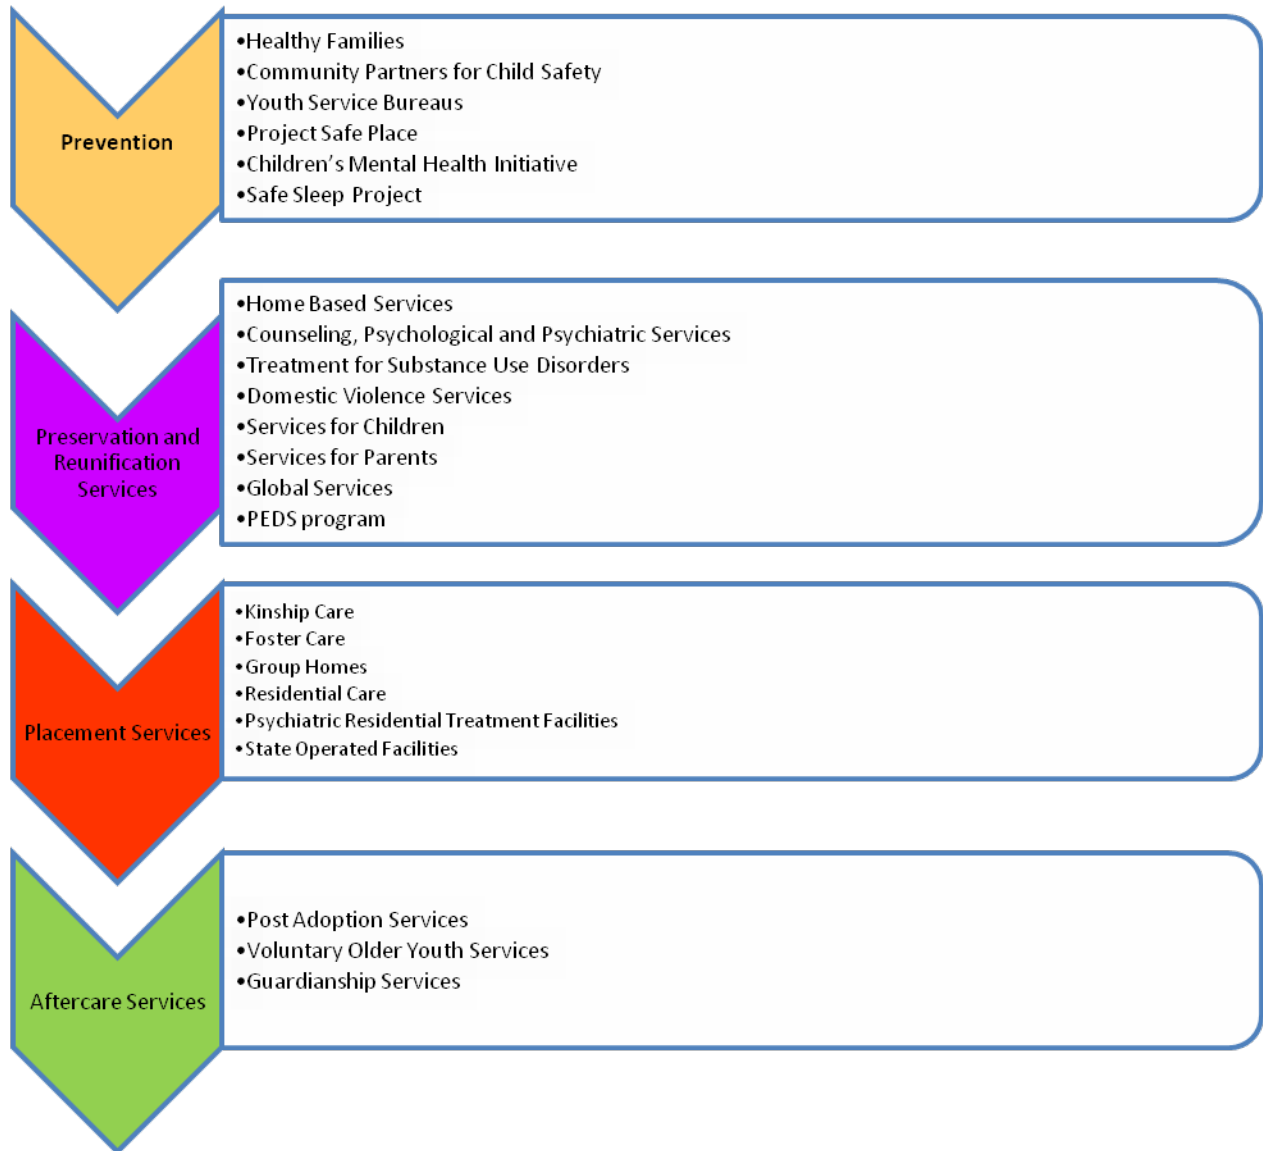 Prevention
•Healthy Families
•Community Partners for Child Safety
•Youth Service Bureaus
•Project Safe Place
•Children’s Mental Health Initiative
•Safe Sleep Project
Preservation and
Reunification
Services
•Home Based Services
•Counseling, Psychological and Psychiatric Services
•Treatment for Substance Use Disorders
•Domestic Violence Services
•Services for Children
•Services for Parents
•Global Services
•PEDS program
Placement Services
•Kinship Care
•Foster Care
•Group Homes
•Residential Care
•Psychiatric Residential Treatment Facilities
•State Operated Facilities
Aftercare Services
•Post Adoption Services
•Voluntary Older Youth Services
•Guardianship Services